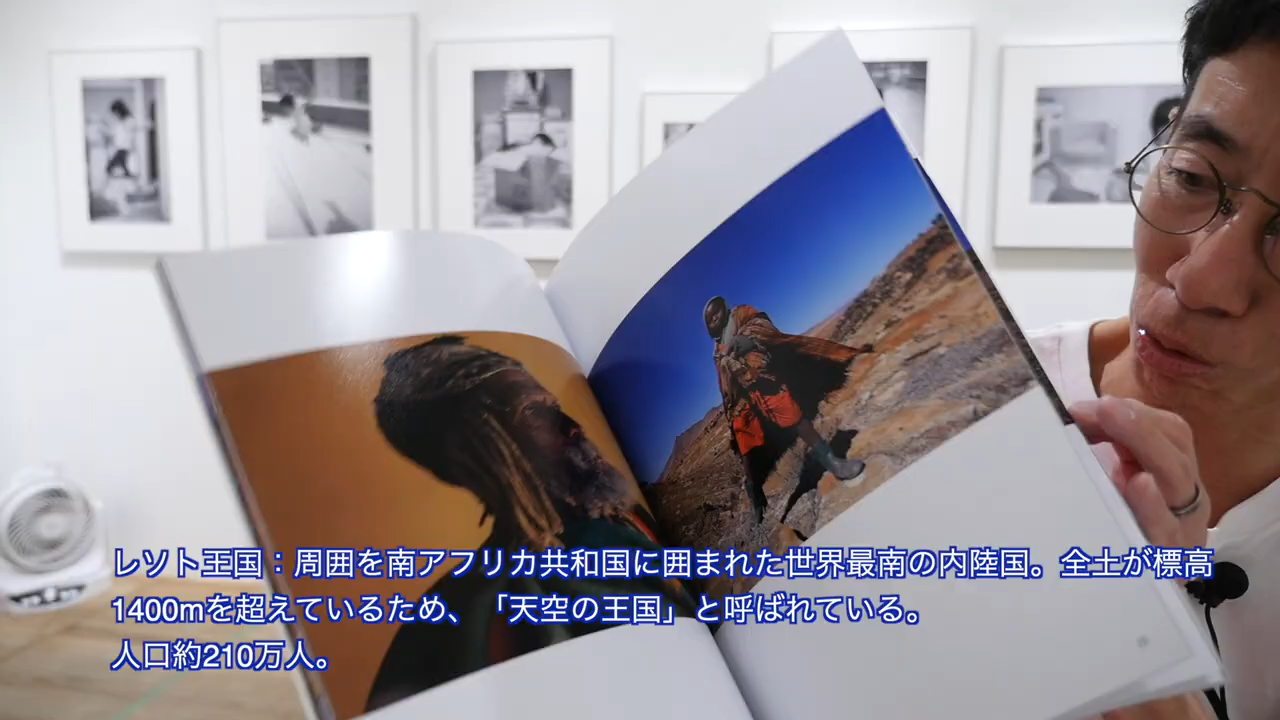 レソト王国：周囲を南アフリカ共和国に囲まれた世界最南の内陸国。全土が標高
1400mを超えているため、「天空の王国」と呼ばれている。
人口約210万人。